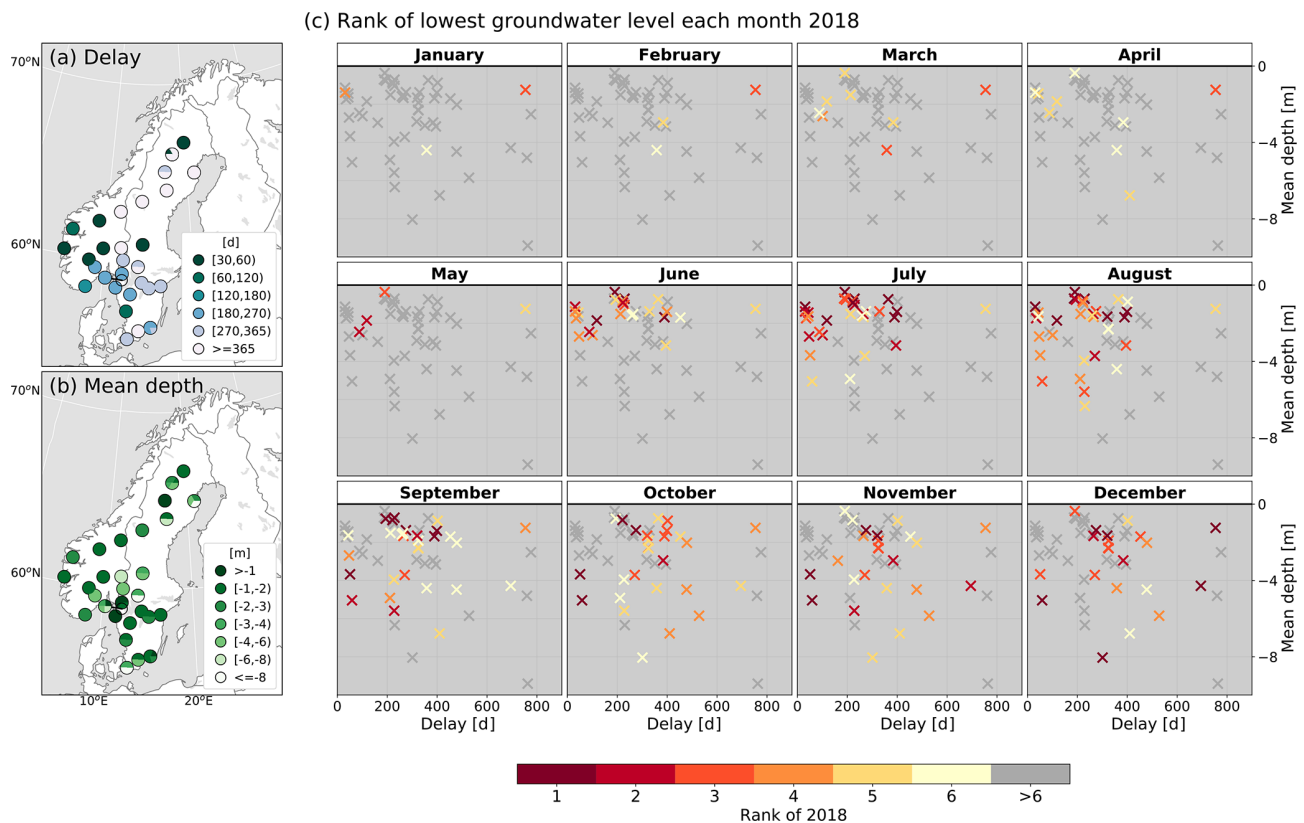 (c) Rank of lowest groundwater level each month 2018
(a) Delay
70°N
60°N
[d]
[30,60)
[60,120)
[120,180)
[180,270)
[270,365)
>=365
(b) Mean depth
70°N
60°N
[m]
>-1
[-1,-2)
[-2,-3)
[-3,-4)
[-4,-6)
[-6,-8)
<=-8
10°E 20°E
January February March April
0
−4
−8
Mean depth [m]
May June July August
0
−4
−8
Mean depth [m]
September October November December
0
−4
−8
Mean depth [m]
0 200 400 600 800 0 200 400 600 800 0 200 400 600 800 0 200 400 600 800
Delay [d] Delay [d] Delay [d] Delay [d]
1 2 3 4 5 6 >6
Rank of 2018